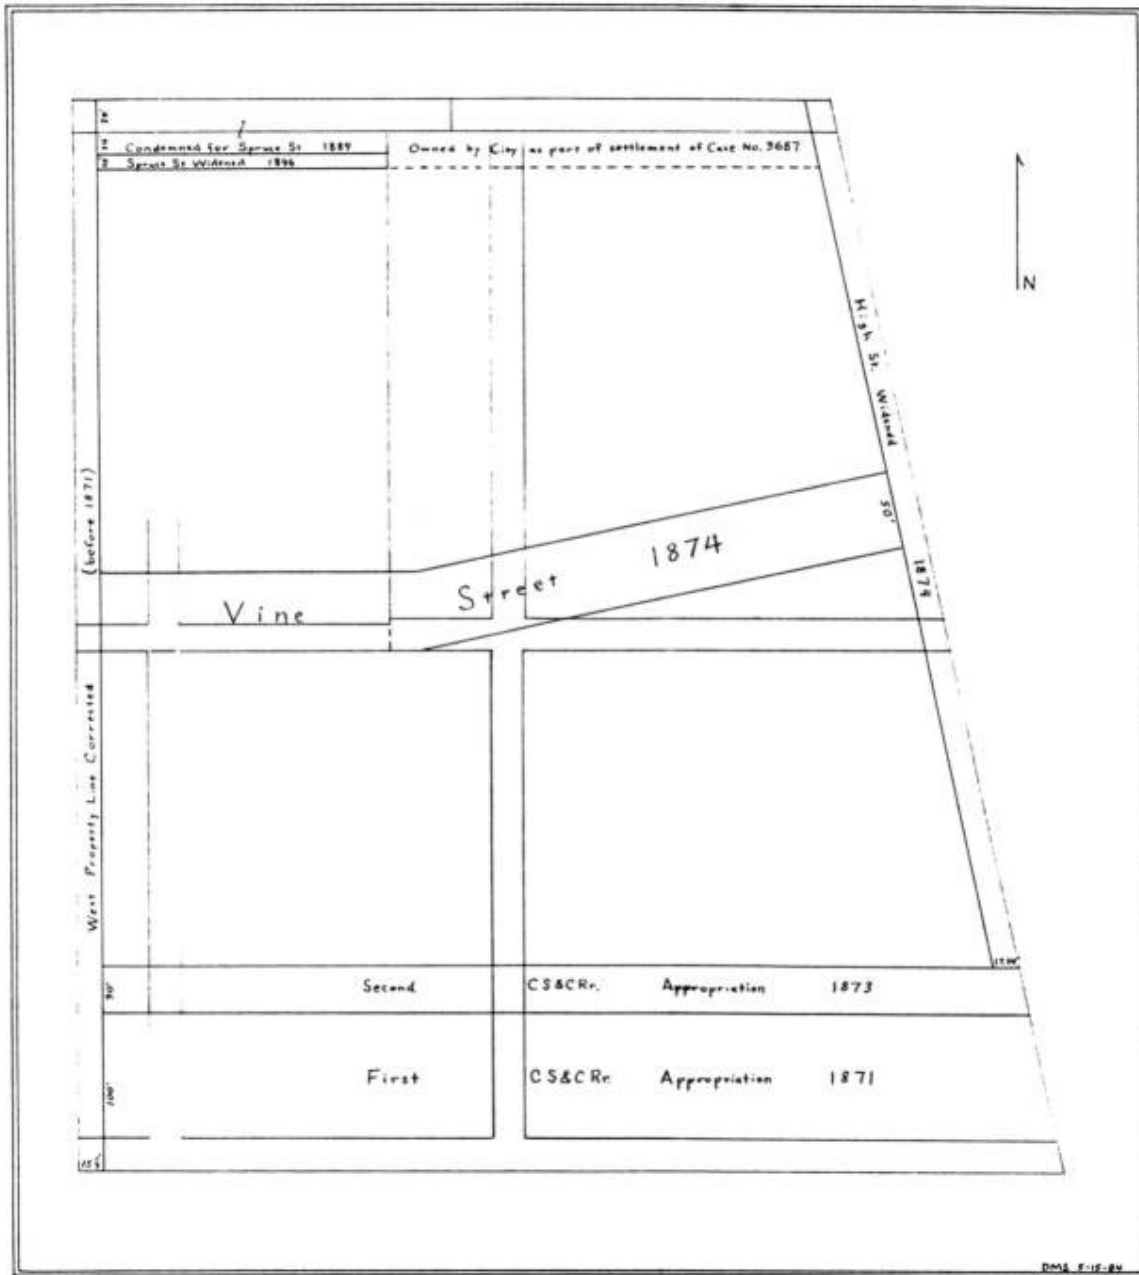 Condemned for Spruce St 1889
Spruce St Widened 1896
Owned by City as part of settlement of Case No. 3687
N
High St. Widened 1874
50'
(before 1871)
Vine Street 1874
West Property Line Corrected
Second CS&CRr. Appropriation 1873
First CS&CRr. Appropriation 1871
100'
DMS 5-15-84